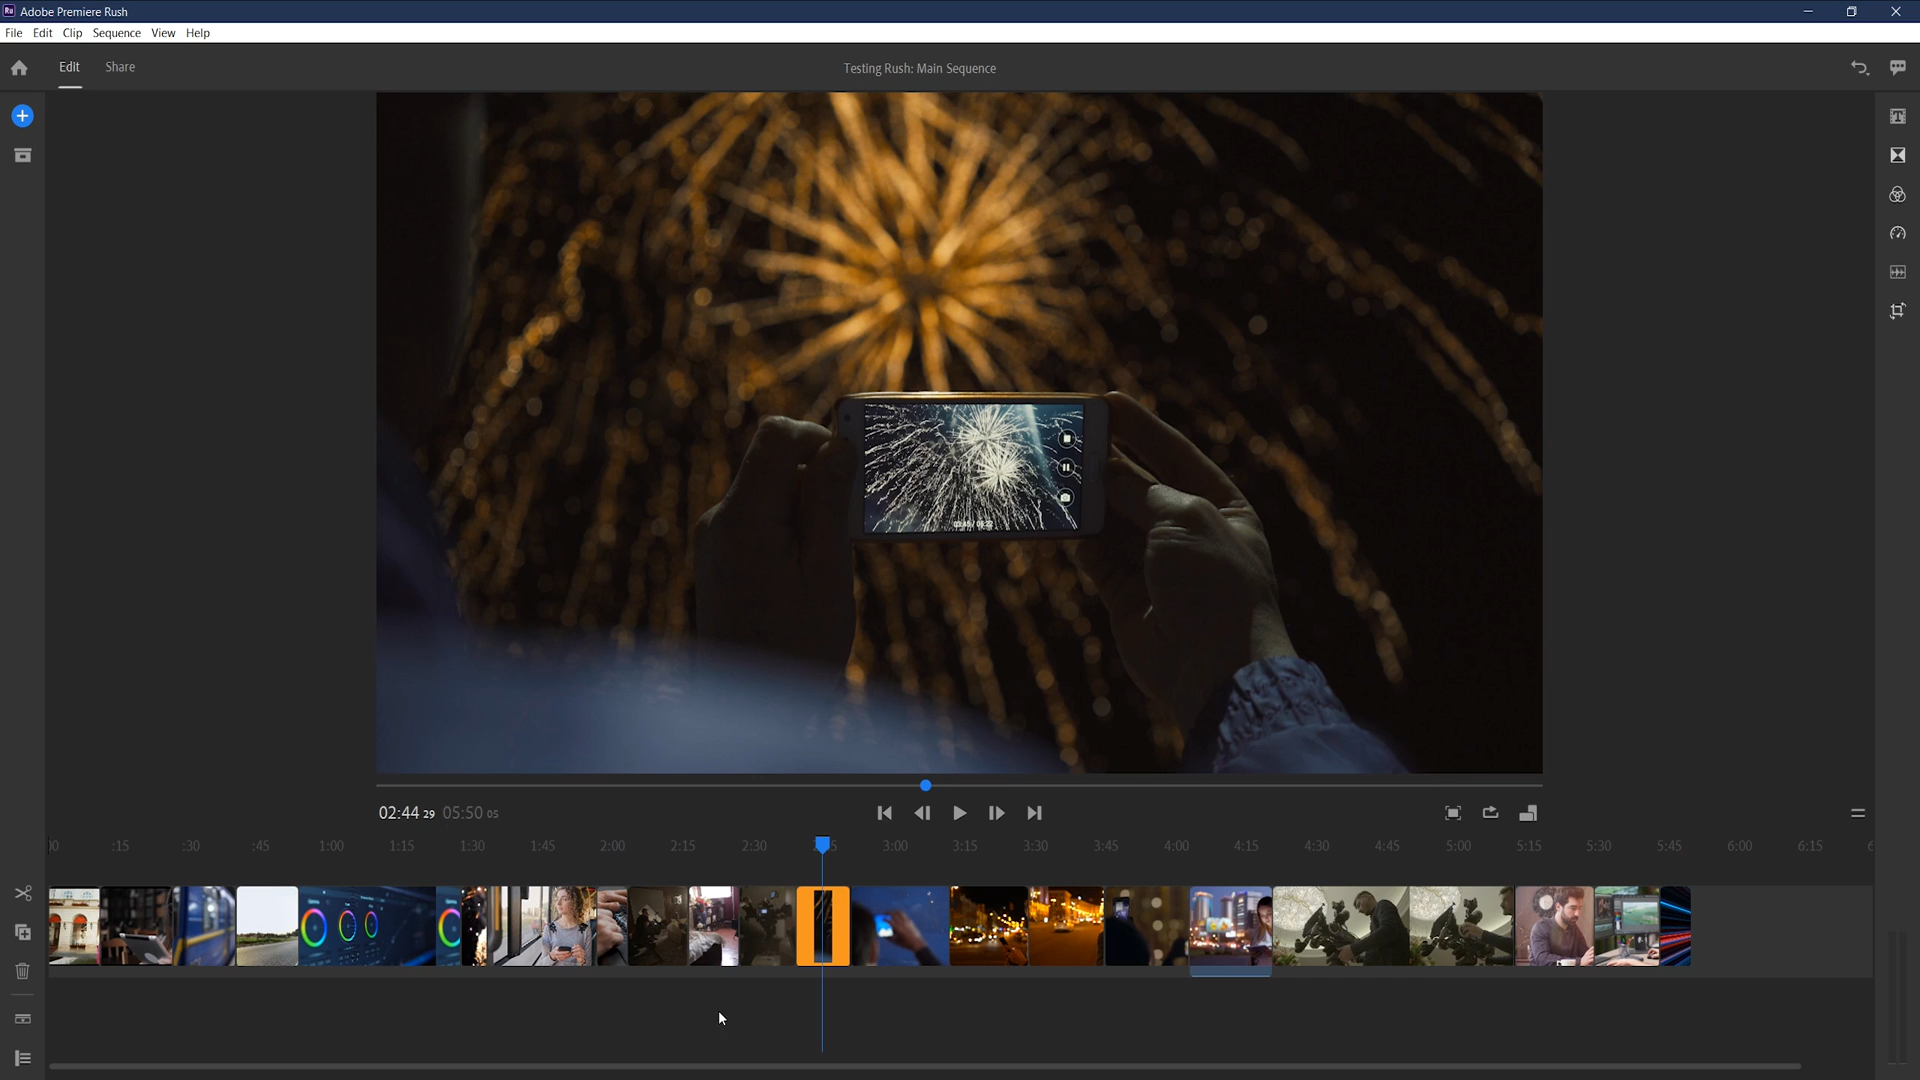 Ru Adobe Premiere Rush
File Edit Clip Sequence View Help
Edit Share Testing Rush: Main Sequence
02:44 29 05:50 05
:15 :30 :45 1:00 1:15 1:30 1:45 2:00 2:15 2:30 3:00 3:15 3:30 3:45 4:00 4:15 4:30 4:45 5:00 5:15 5:30 5:45 6:00 6:15